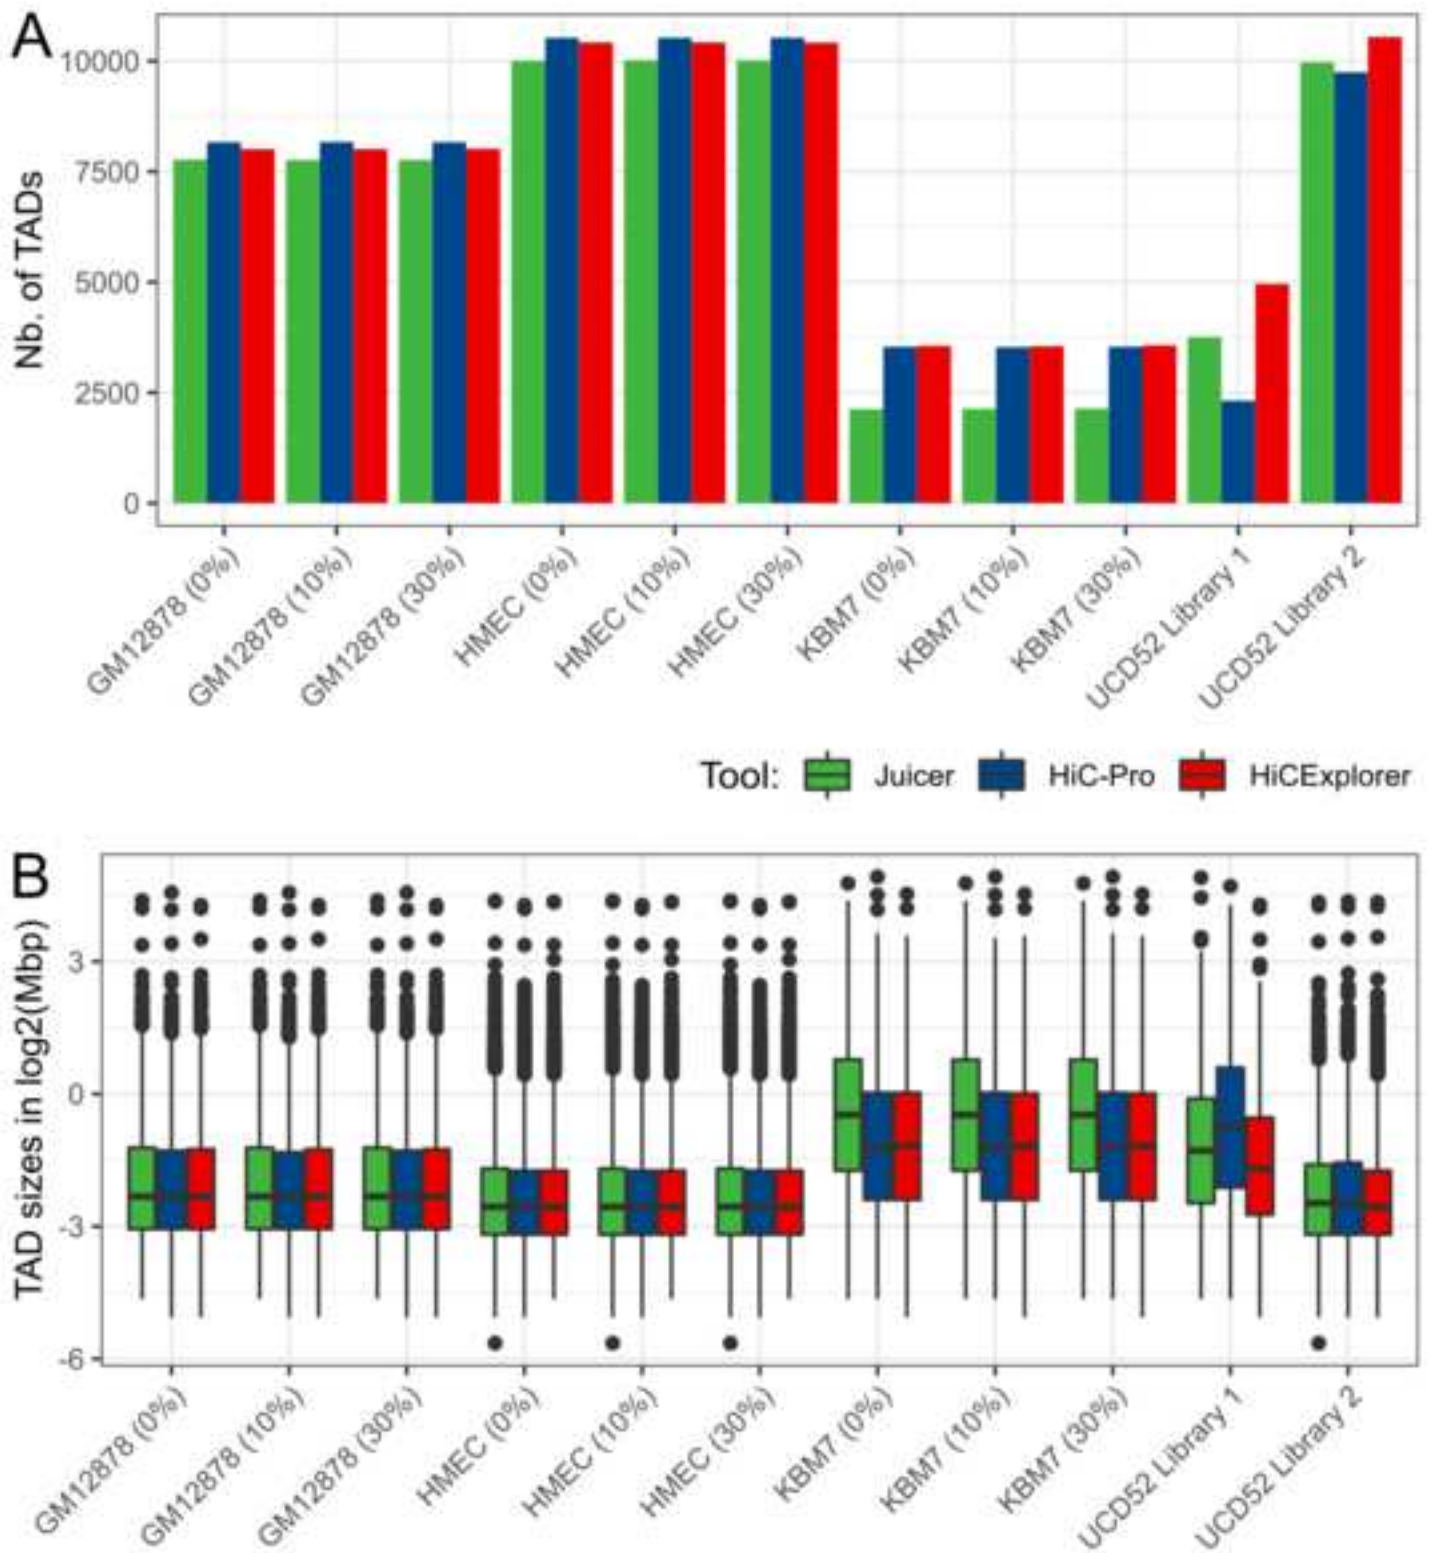 A
10000
7500
5000
2500
0
Nb. of TADs
GM12878 (0%)
GM12878 (10%)
GM12878 (30%)
HMEC (0%)
HMEC (10%)
HMEC (30%)
KBM7 (0%)
KBM7 (10%)
KBM7 (30%)
UCD52 Library 1
UCD52 Library 2
Tool: Juicer HiC-Pro HiCExplorer
B
3
0
-3
-6
TAD sizes in log2(Mbp)
GM12878 (0%)
GM12878 (10%)
GM12878 (30%)
HMEC (0%)
HMEC (10%)
HMEC (30%)
KBM7 (0%)
KBM7 (10%)
KBM7 (30%)
UCD52 Library 1
UCD52 Library 2